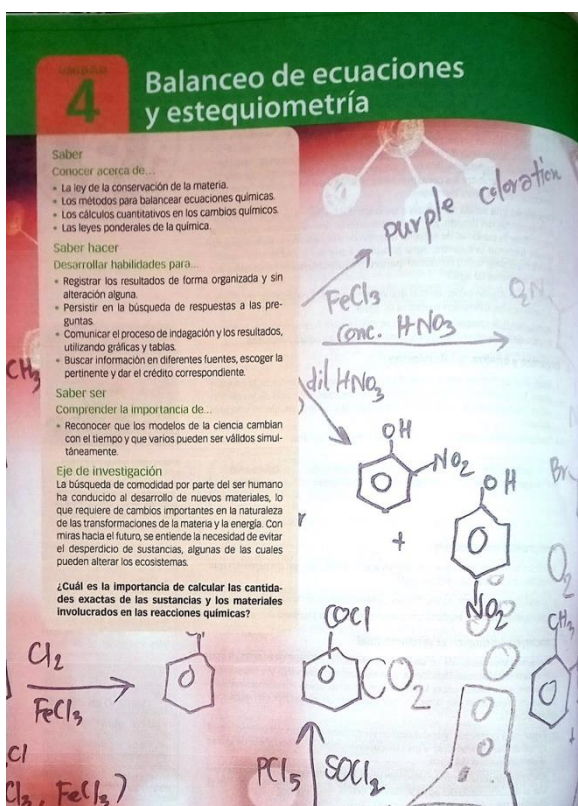 UNIDAD
4
Balanceo de ecuaciones
y estequiometría
Saber
Conocer acerca de...
• La ley de la conservación de la materia.
• Los métodos para balancear ecuaciones químicas.
• Los cálculos cuantitativos en los cambios químicos.
• Las leyes ponderales de la química.
Saber hacer
Desarrollar habilidades para...
• Registrar los resultados de forma organizada y sin
alteración alguna.
• Persistir en la búsqueda de respuestas a las pre-
guntas.
• Comunicar el proceso de indagación y los resultados,
utilizando gráficas y tablas.
• Buscar información en diferentes fuentes, escoger la
pertinente y dar el crédito correspondiente.
Saber ser
Comprender la importancia de...
• Reconocer que los modelos de la ciencia cambian
con el tiempo y que varios pueden ser válidos simul-
táneamente.
Eje de investigación
La búsqueda de comodidad por parte del ser humano
ha conducido al desarrollo de nuevos materiales, lo
que requiere de cambios importantes en la naturaleza
de las transformaciones de la materia y la energía. Con
miras hacia el futuro, se entiende la necesidad de evitar
el desperdicio de sustancias, algunas de las cuales
pueden alterar los ecosistemas.
¿Cuál es la importancia de calcular las cantida-
des exactas de las sustancias y los materiales
involucrados en las reacciones químicas?
purple coloration
FeCl3
O2N
Conc. HNO3
CH3
dil HNO3
OH
NO2
OH
Br
+
O2
NO2
CH3
COCl
CO2
Cl2
FeCl3
PCl5
SOCl2
Cl
Cl3, FeCl3)